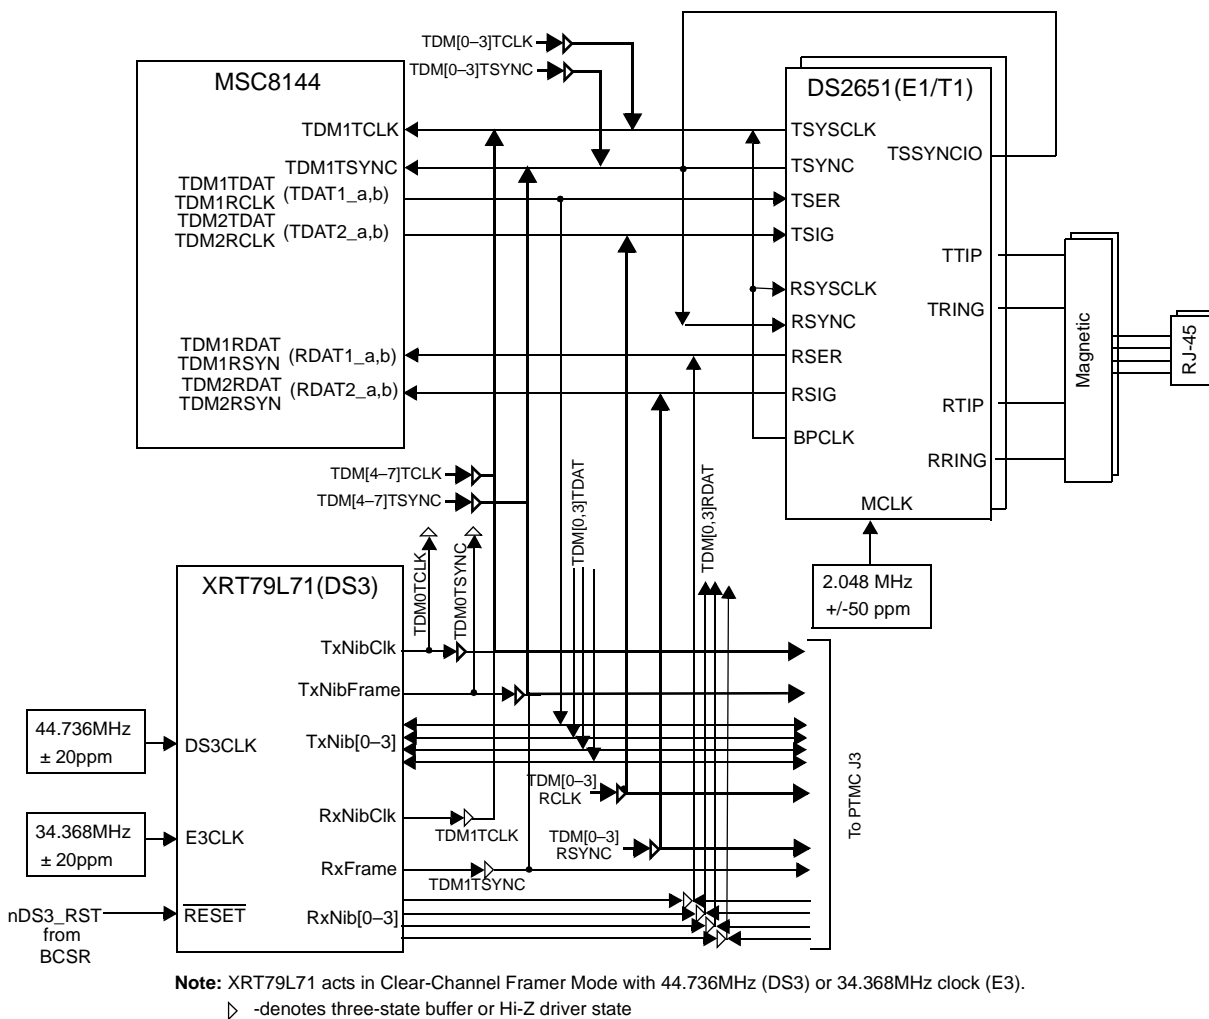 TDM[0–3]TCLK
TDM[0–3]TSYNC
MSC8144
TDM1TCLK
TDM1TSYNC
TDM1TDAT
TDM1RCLK
(TDAT1_a,b)
TDM2TDAT
TDM2RCLK
(TDAT2_a,b)
TDM1RDAT
TDM1RSYN
(RDAT1_a,b)
TDM2RDAT
TDM2RSYN
(RDAT2_a,b)
DS2651(E1/T1)
TSYSCLK
TSSYNCIO
TSYNC
TSER
TSIG
TTIP
RSYSCLK
TRING
RSYNC
RSER
RSIG
RTIP
BPCLK
RRING
MCLK
Magnetic
RJ-45
2.048 MHz
+/-50 ppm
TDM[4–7]TCLK
TDM[4–7]TSYNC
TDM0TCLK
TDM0TSYNC
TDM[0,3]TDAT
TDM[0,3]RDAT
XRT79L71(DS3)
TxNibClk
TxNibFrame
44.736MHz
± 20ppm
DS3CLK
TxNib[0–3]
TDM[0–3]
RCLK
34.368MHz
± 20ppm
E3CLK
RxNibClk
TDM1TCLK
TDM[0–3]
RSYNC
RxFrame
TDM1TSYNC
nDS3_RST
from
BCSR
RESET
RxNib[0–3]
To PTMC J3
Note: XRT79L71 acts in Clear-Channel Framer Mode with 44.736MHz (DS3) or 34.368MHz clock (E3).
-denotes three-state buffer or Hi-Z driver state